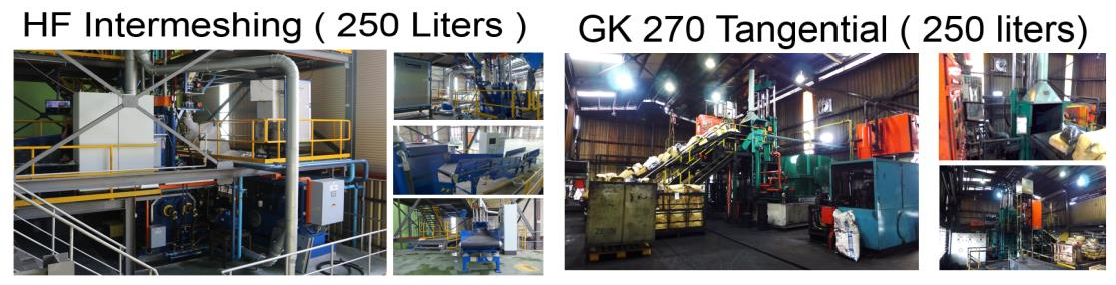 HF Intermeshing ( 250 Liters )
GK 270 Tangential ( 250 liters)